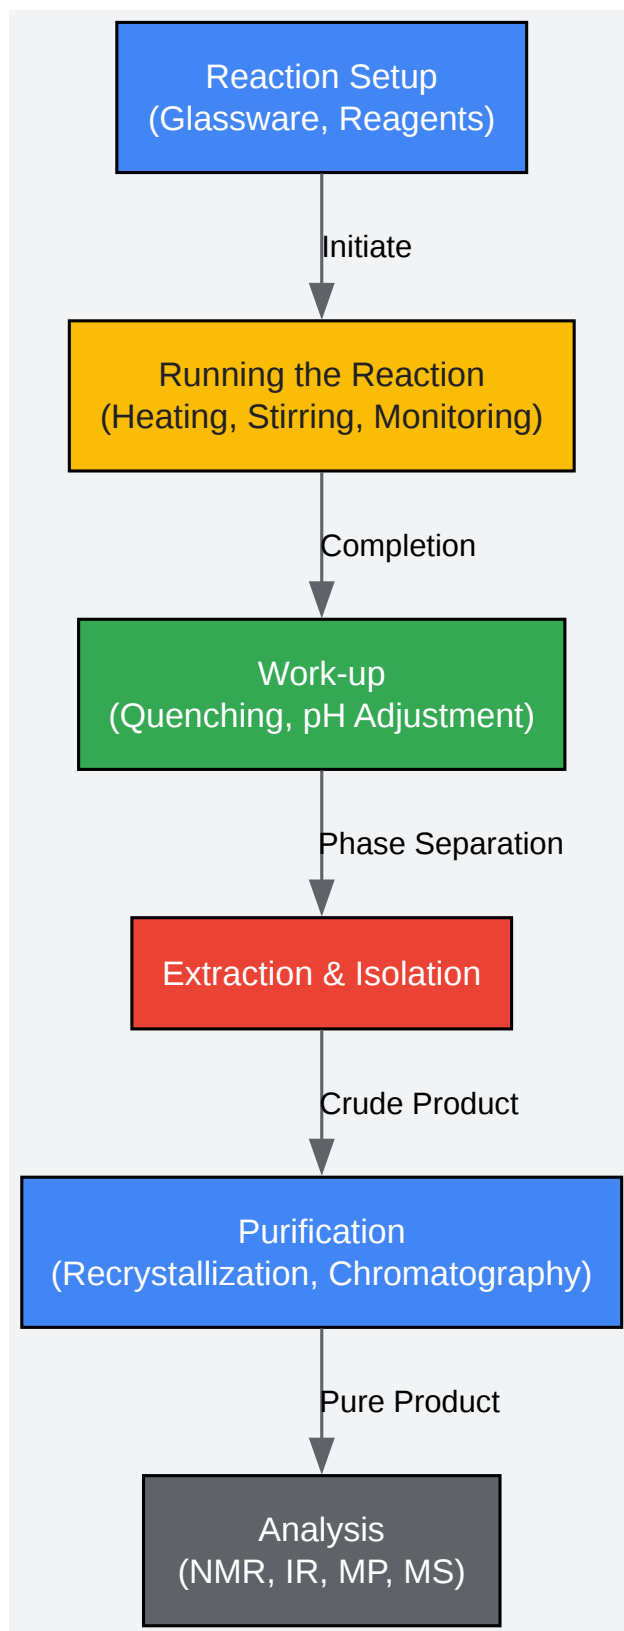 Reaction Setup
(Glassware, Reagents)
Initiate
Running the Reaction
(Heating, Stirring, Monitoring)
Completion
Work-up
(Quenching, pH Adjustment)
Phase Separation
Extraction & Isolation
Crude Product
Purification
(Recrystallization, Chromatography)
Pure Product
Analysis
(NMR, IR, MP, MS)